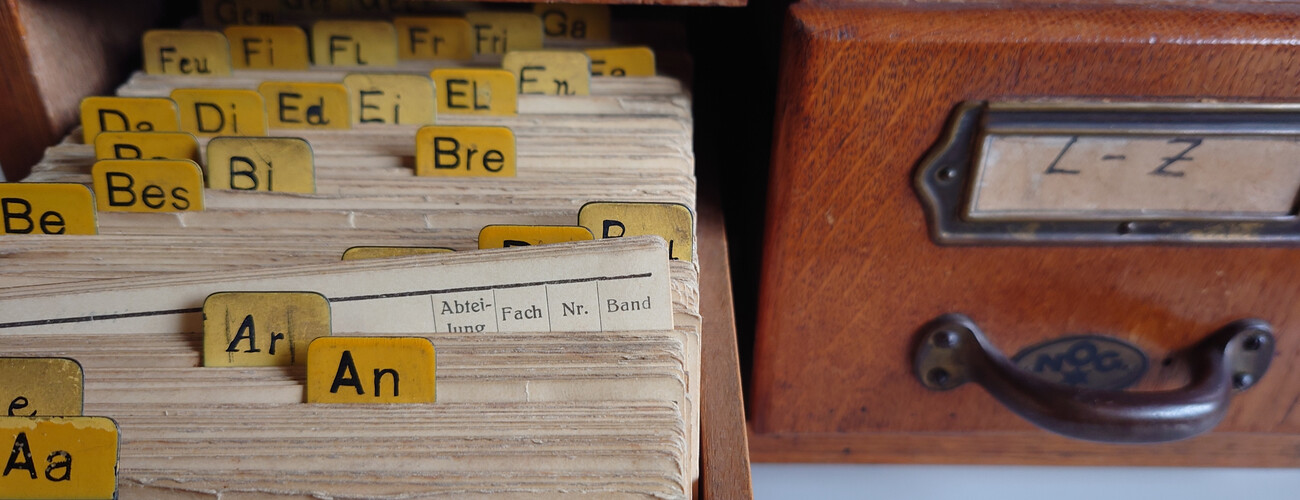 Ga
Feu
Fi
FL
Fr
Fri
En
Da
Di
Ed
Ei
EL
Bi
Bre
Bes
Be
Abtei-
lung
Fach
Nr.
Band
Ar
An
Aa
L-Z
NOG.